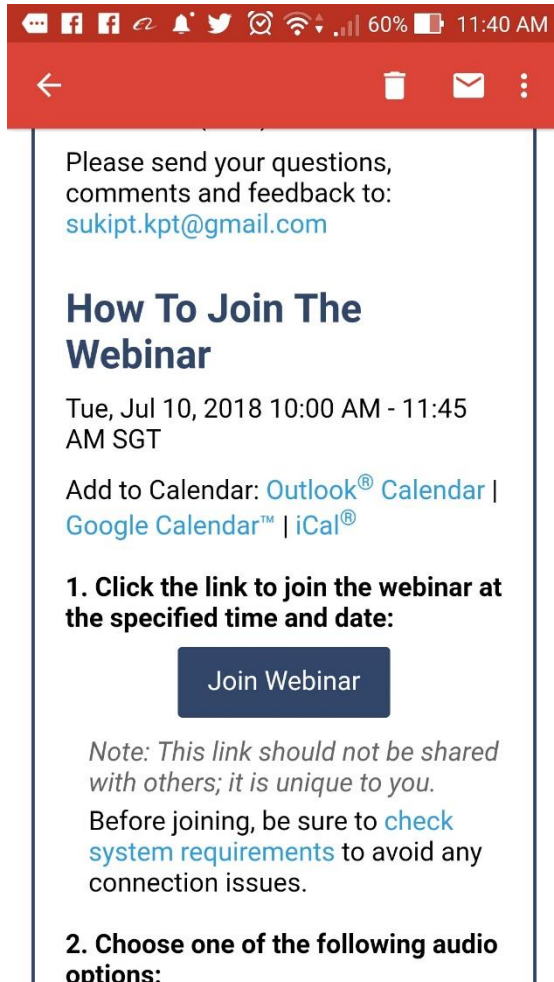 60% 11:40 AM
Please send your questions,
comments and feedback to:
sukipt.kpt@gmail.com
How To Join The
Webinar
Tue, Jul 10, 2018 10:00 AM - 11:45
AM SGT
Add to Calendar: Outlook® Calendar |
Google Calendar™ | iCal®
1. Click the link to join the webinar at
the specified time and date:
Join Webinar
Note: This link should not be shared
with others; it is unique to you.
Before joining, be sure to check
system requirements to avoid any
connection issues.
2. Choose one of the following audio
options: